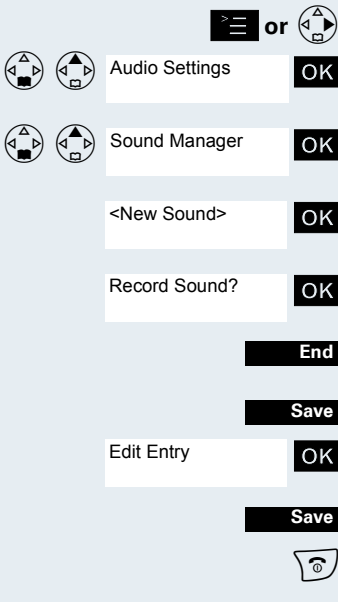 or
Audio Settings OK
Sound Manager OK
<New Sound> OK
Record Sound? OK
End
Save
Edit Entry OK
Save